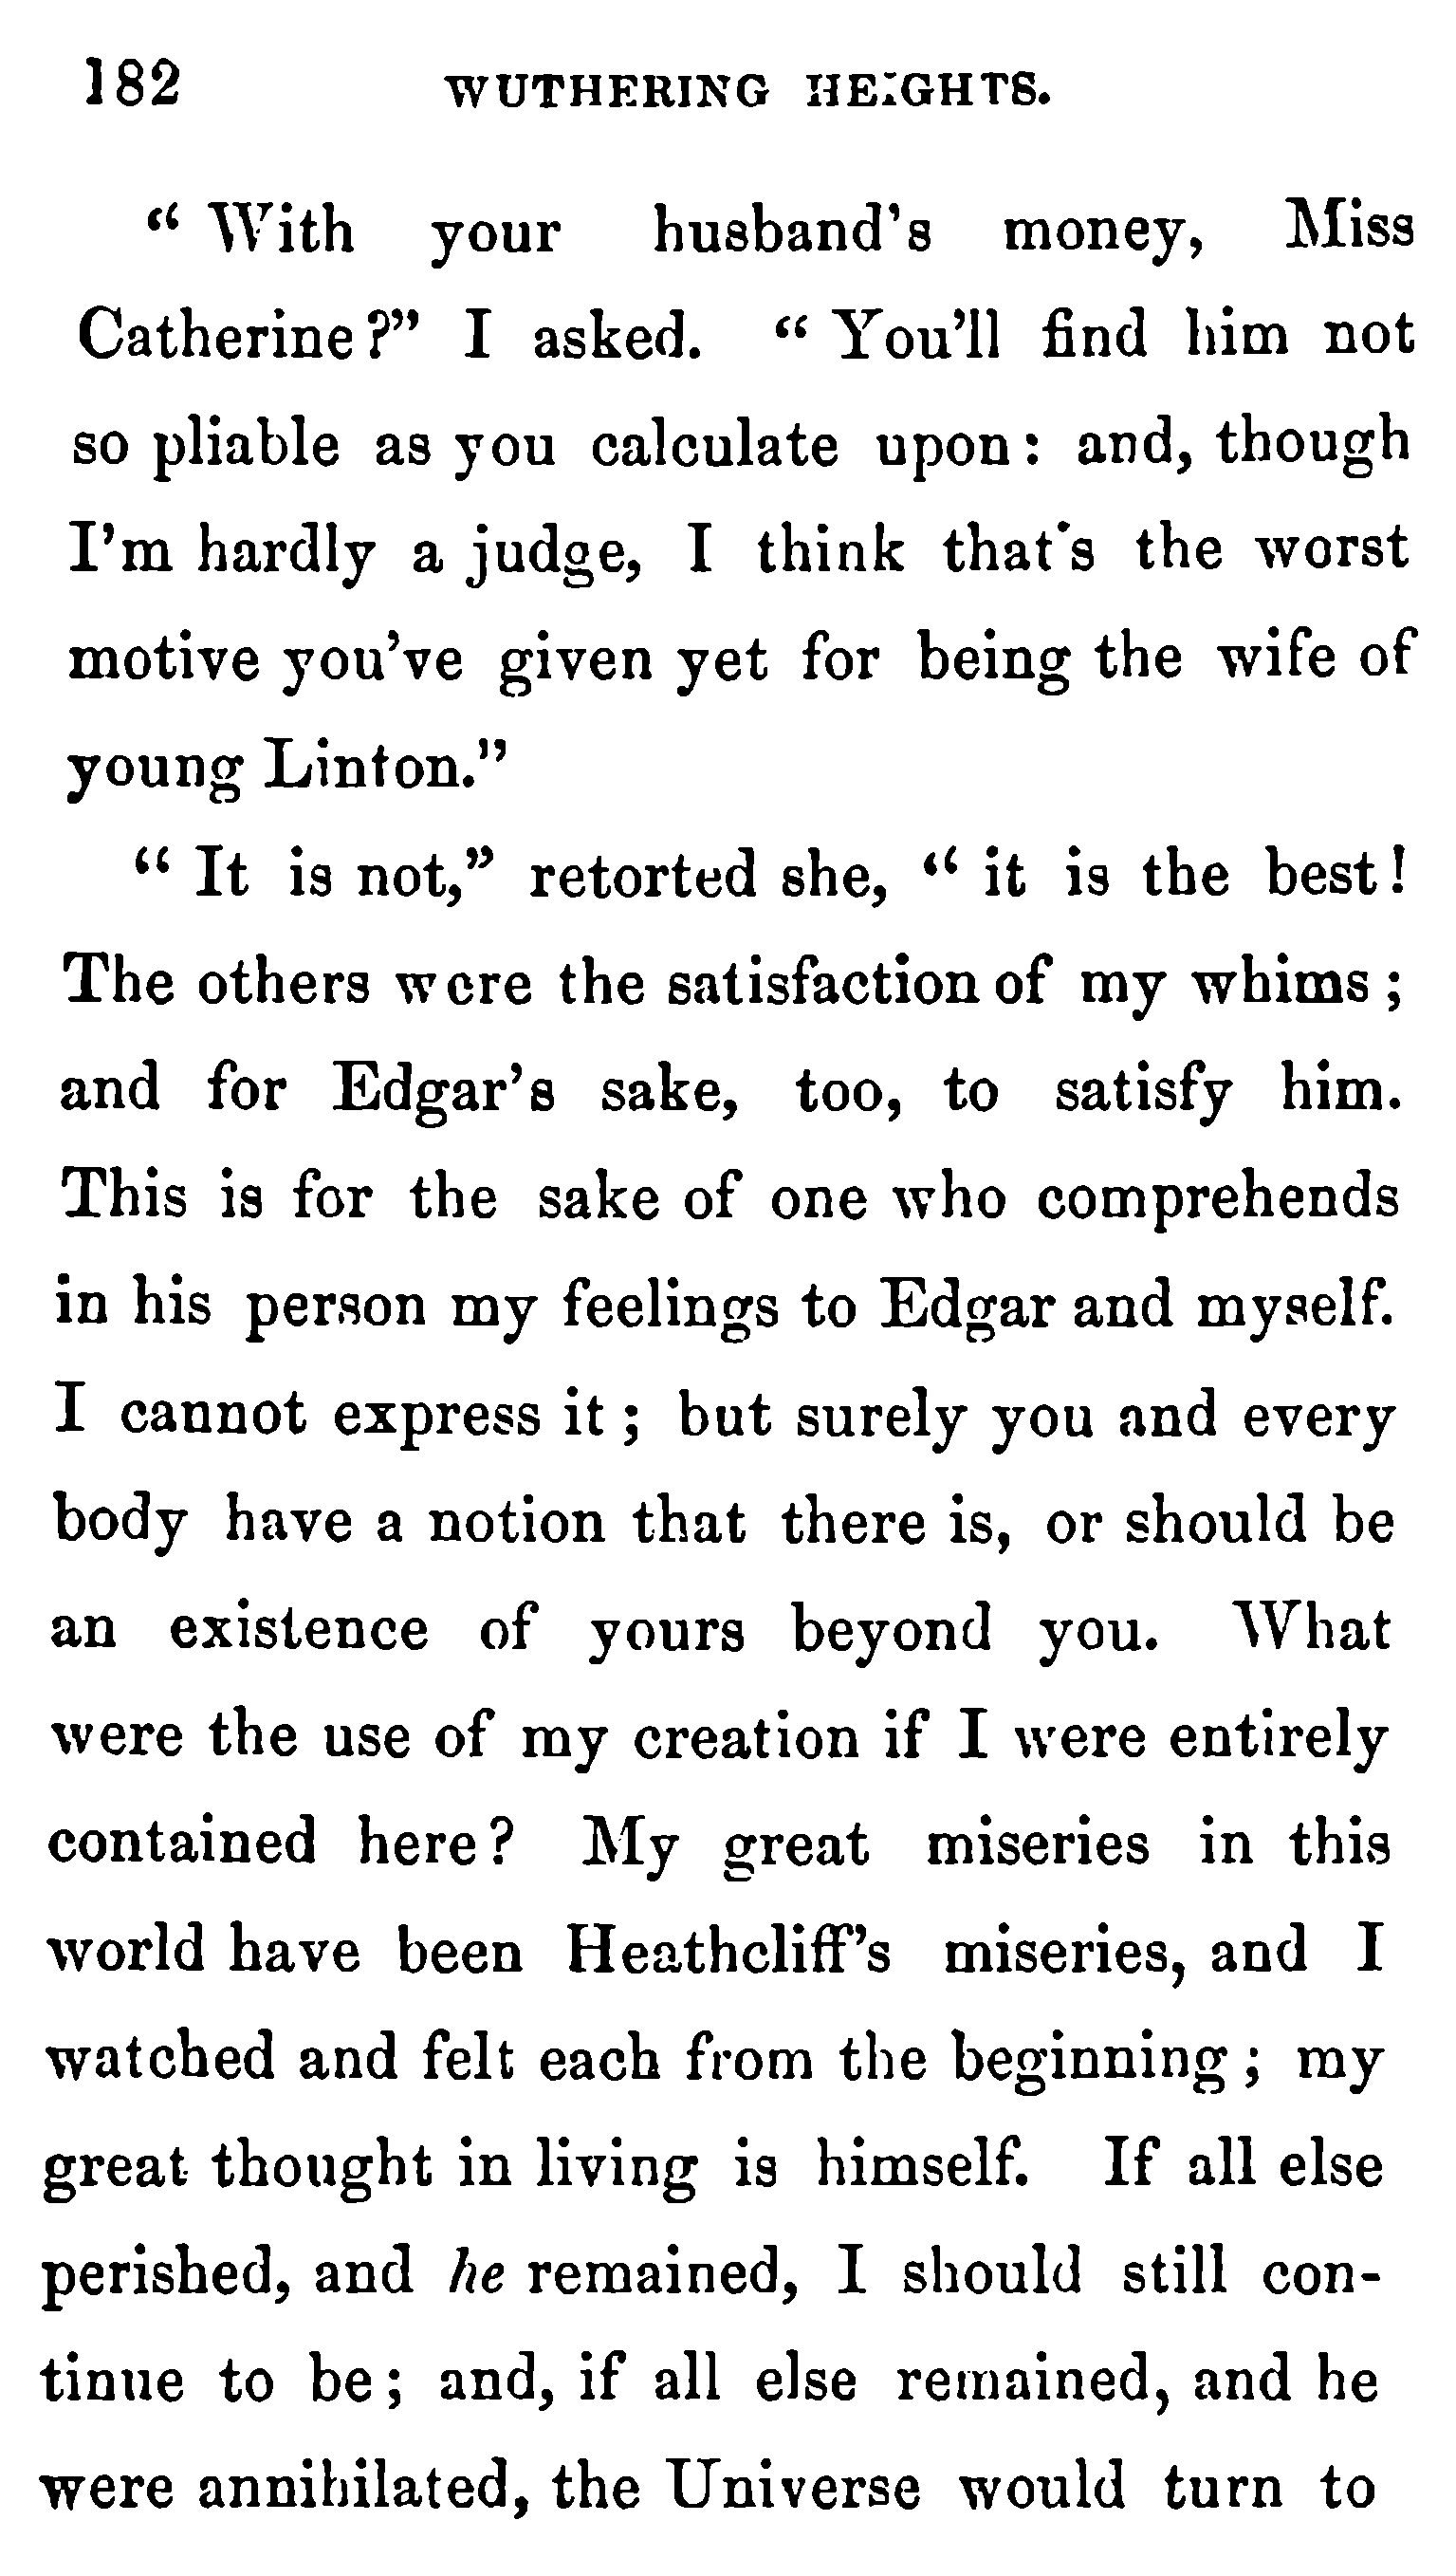 182 WUTHERING HEIGHTS.
“ With your husband’s money, Miss
Catherine?” I asked. “ You’ll find him not
so pliable as you calculate upon: and, though
I’m hardly a judge, I think that's the worst
motive you’ve given yet for being the wife of
young Linton.”
“ It is not,” retorted she, “ it is the best!
The others were the satisfaction of my whims ;
and for Edgar’s sake, too, to satisfy him.
This is for the sake of one who comprehends
in his person my feelings to Edgar and myself.
I cannot express it ; but surely you and every
body have a notion that there is, or should be
an existence of yours beyond you. What
were the use of my creation if I were entirely
contained here? My great miseries in this
world have been Heathcliff’s miseries, and I
watched and felt each from the beginning ; my
great thought in living is himself. If all else
perished, and he remained, I should still con-
tinue to be; and, if all else remained, and he
were annihilated, the Universe would turn to